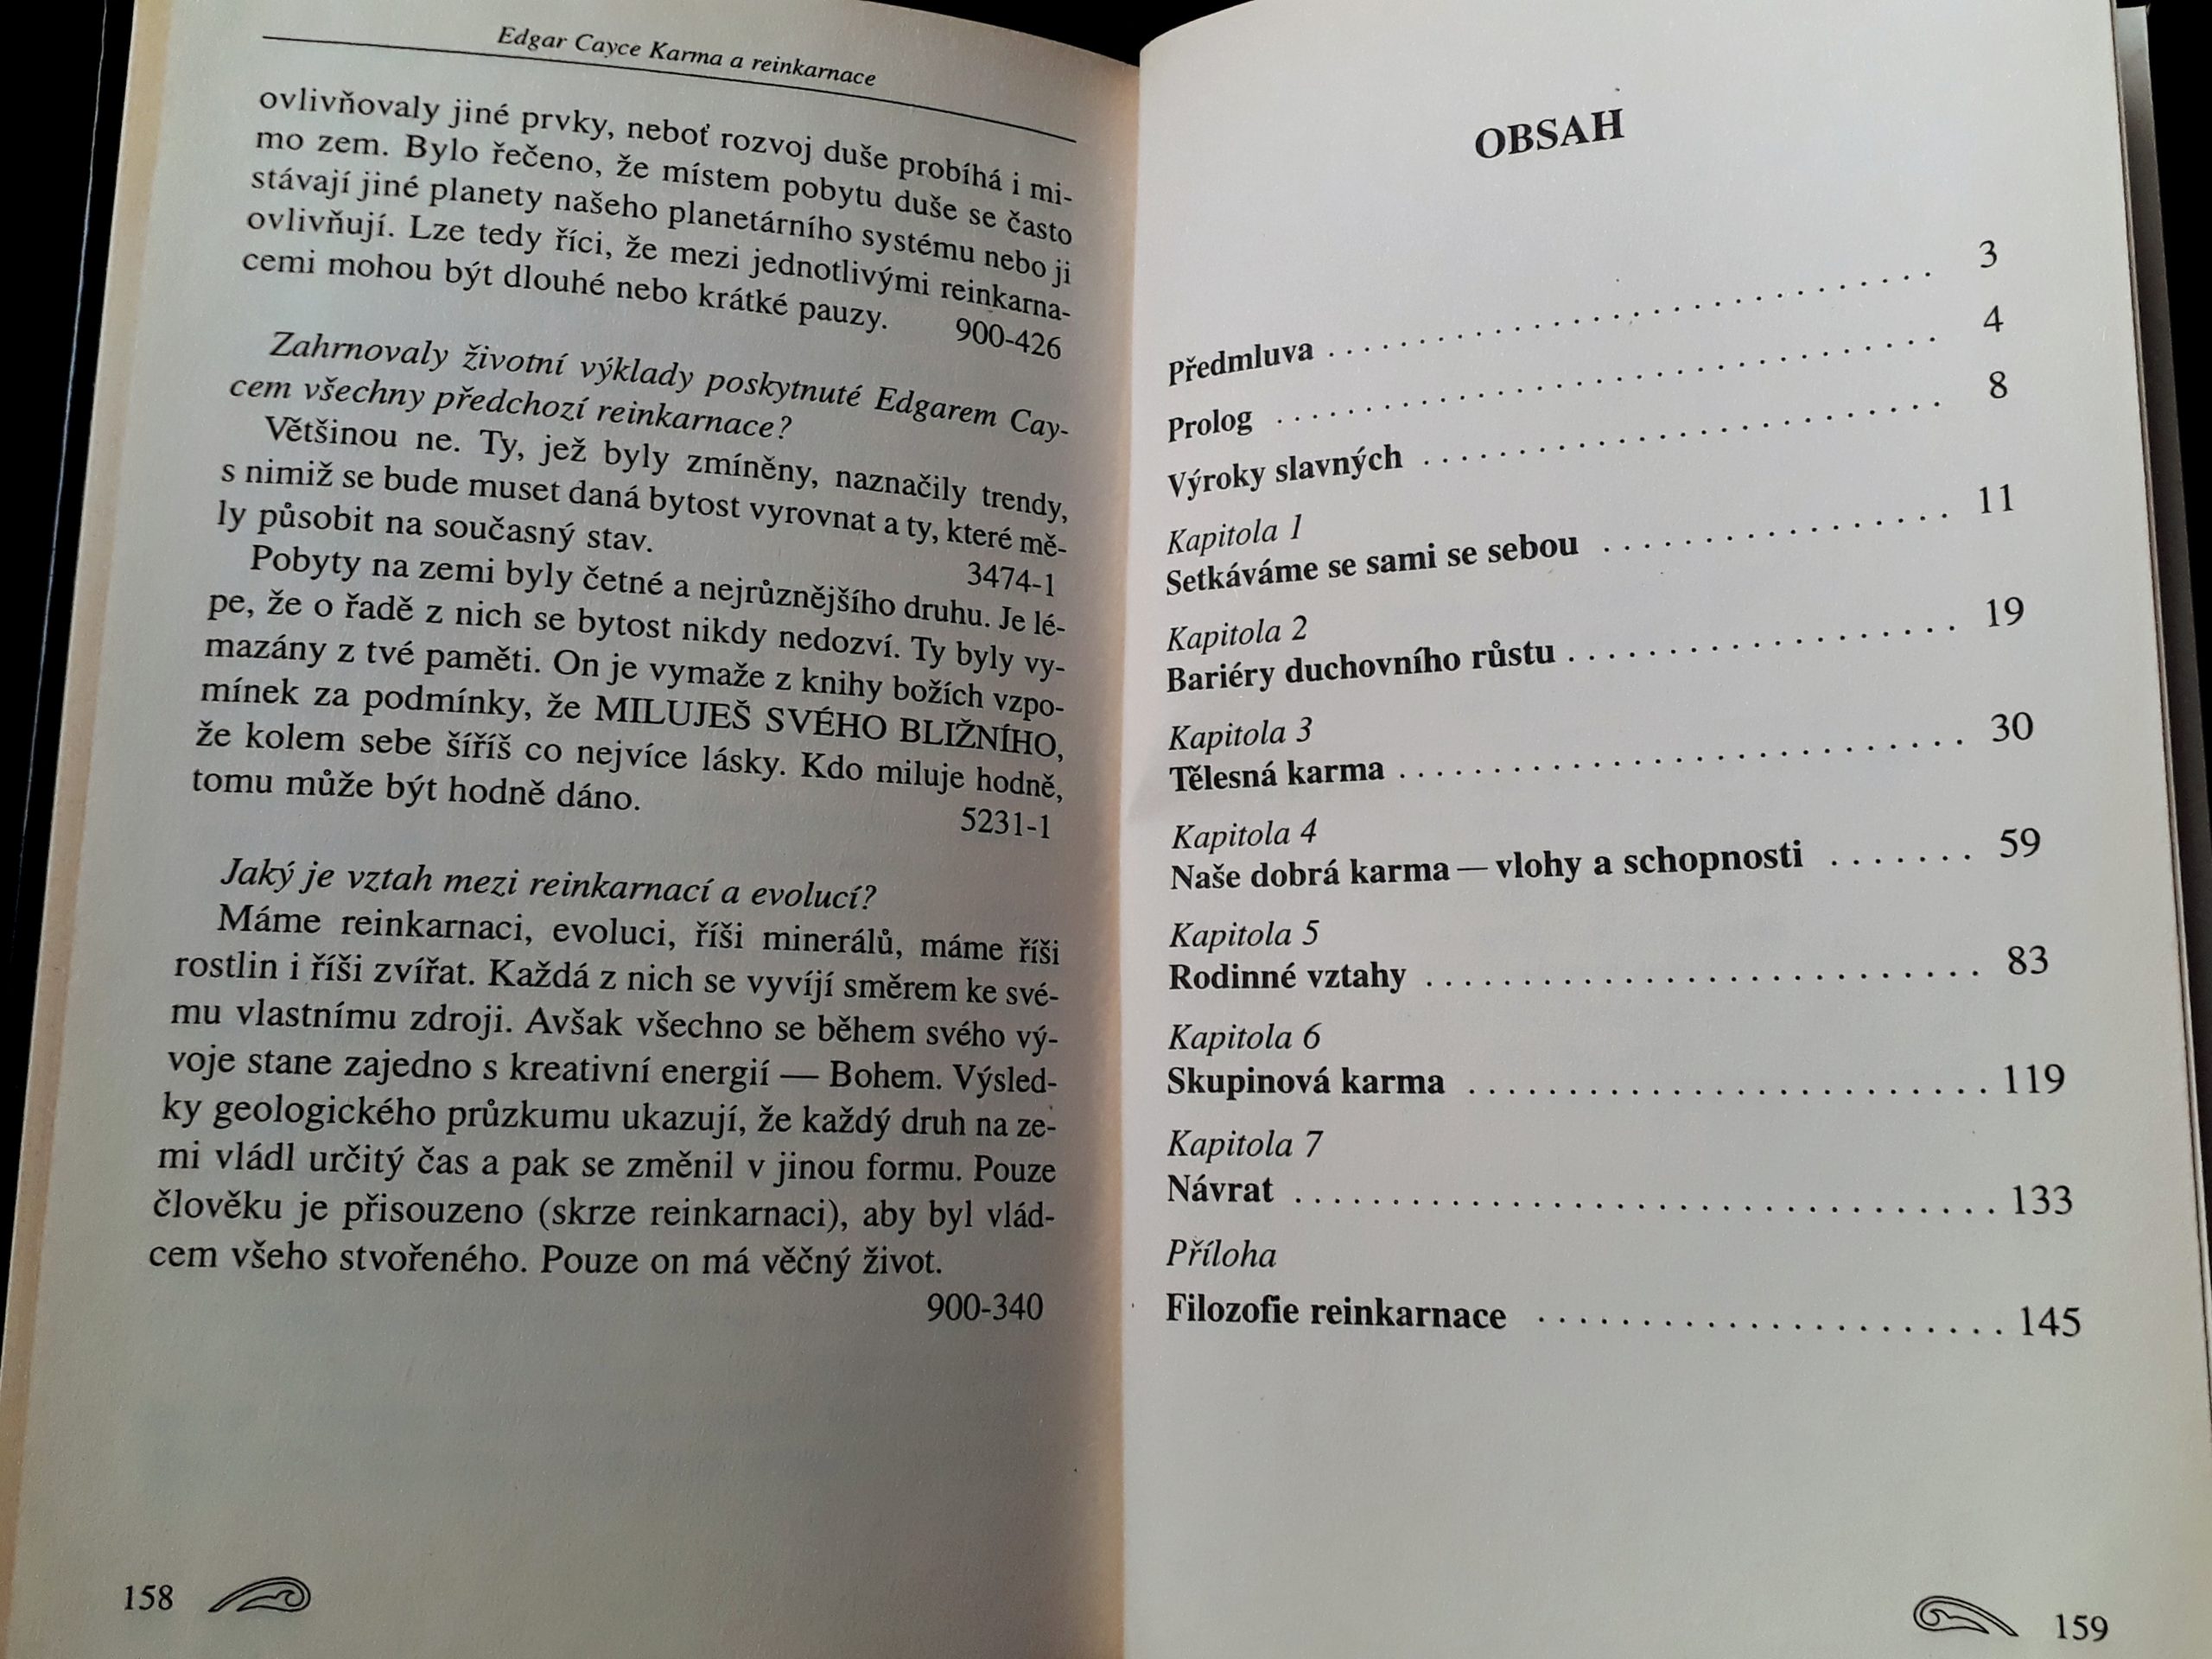 Edgar Cayce Karma a reinkarnace
ovlivňovaly jiné prvky, neboť rozvoj duše probíhá i mi-
mo zem. Bylo řečeno, že místem pobytu duše se často
stávají jiné planety našeho planetárního systému nebo ji
ovlivňují. Lze tedy říci, že mezi jednotlivými reinkarna-
cemi mohou být dlouhé nebo krátké pauzy.
900-426
Zahrnovaly životní výklady poskytnuté Edgarem Cay-
cem všechny předchozí reinkarnace?
Většinou ne. Ty, jež byly zmíněny, naznačily trendy,
s nimiž se bude muset daná bytost vyrovnat a ty, které mě-
ly působit na současný stav.
3474-1
Pobyty na zemi byly četné a nejrůznějšího druhu. Je lé-
pe, že o řadě z nich se bytost nikdy nedozví. Ty byly vy-
mazány z tvé paměti. On je vymaže z knihy božích vzpo-
mínek za podmínky, že MILUJEŠ SVÉHO BLIŽNÍHO,
že kolem sebe šíříš co nejvíce lásky. Kdo miluje hodně,
tomu může být hodně dáno.
5231-1
Jaký je vztah mezi reinkarnací a evolucí?
Máme reinkarnaci, evoluci, říši minerálů, máme říši
rostlin i říši zvířat. Každá z nich se vyvíjí směrem ke své-
mu vlastnímu zdroji. Avšak všechno se během svého vý-
voje stane zajedno s kreativní energií — Bohem. Výsled-
ky geologického průzkumu ukazují, že každý druh na ze-
mi vládl určitý čas a pak se změnil v jinou formu. Pouze
člověku je přisouzeno (skrze reinkarnaci), aby byl vlád-
cem všeho stvořeného. Pouze on má věčný život.
900-340
158
OBSAH
Předmluva . . . . . . . . . . . . . . . . . . . . . . . . . . 3
Prolog . . . . . . . . . . . . . . . . . . . . . . . . . . . . 4
Výroky slavných . . . . . . . . . . . . . . . . . . . . . . 8
Kapitola 1
Setkáváme se sami se sebou . . . . . . . . . . . . . . 11
Kapitola 2
Bariéry duchovního růstu . . . . . . . . . . . . . . . . 19
Kapitola 3
Tělesná karma . . . . . . . . . . . . . . . . . . . . . . . 30
Kapitola 4
Naše dobrá karma — vlohy a schopnosti . . . . . . . 59
Kapitola 5
Rodinné vztahy . . . . . . . . . . . . . . . . . . . . . . . 83
Kapitola 6
Skupinová karma . . . . . . . . . . . . . . . . . . . . . . 119
Kapitola 7
Návrat . . . . . . . . . . . . . . . . . . . . . . . . . . . . . 133
Příloha
Filozofie reinkarnace . . . . . . . . . . . . . . . . . . . . 145
159